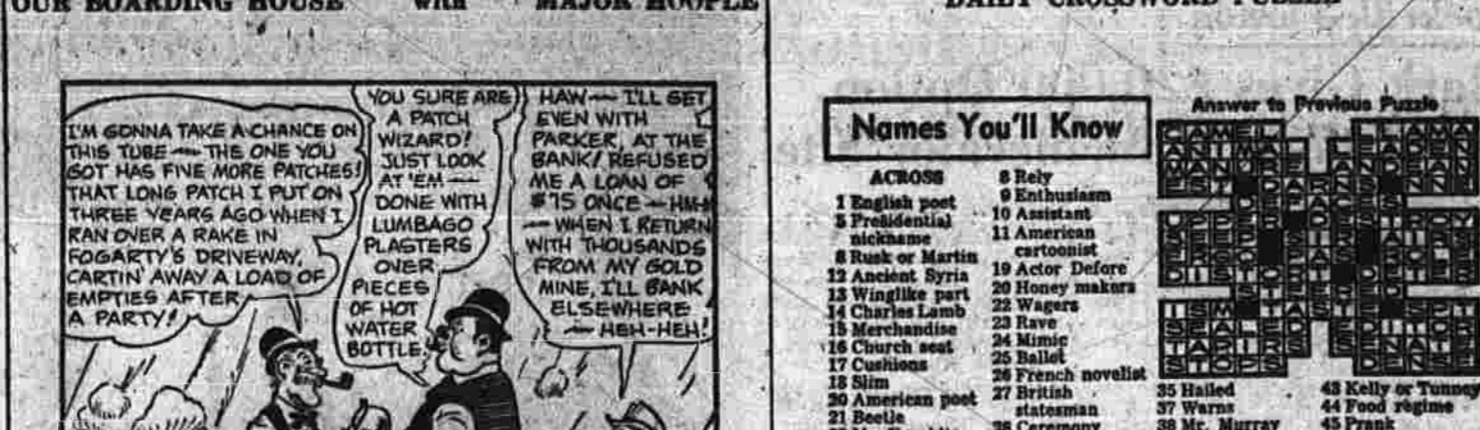 OUR BOARDING HOUSE with MAJOR HOOPLE
I'M GONNA TAKE A CHANCE ON
THIS TUBE — THE ONE YOU
GOT HAS FIVE MORE PATCHES!
THAT LONG PATCH I PUT ON
THREE YEARS AGO WHEN I
RAN OVER A RAKE IN
FOGARTY'S DRIVEWAY,
CARTIN' AWAY A LOAD OF
EMPTIES AFTER
A PARTY!
YOU SURE ARE
A PATCH
WIZARD!
JUST LOOK
AT 'EM —
DONE WITH
LUMBAGO
PLASTERS
OVER
PIECES
OF HOT
WATER
BOTTLE.
HAW — I'LL GET
EVEN WITH
PARKER, AT THE
BANK! REFUSED
ME A LOAN OF
$15 ONCE — HM-M
— WHEN I RETURN
WITH THOUSANDS
FROM MY GOLD
MINE, I'LL BANK
ELSEWHERE
— HEH-HEH!
DAILY CROSSWORD PUZZLE
Names You'll Know
ACROSS
1 English poet
5 Presidential
nickname
8 Rusk or Martin
12 Ancient Syria
13 Winglike part
14 Charles Lamb
15 Merchandise
16 Church seat
17 Cushions
18 Slim
20 American poet
21 Beetle
8 Rely
9 Enthusiasm
10 Assistant
11 American
cartoonist
19 Actor Defore
20 Honey makers
22 Wagers
23 Rave
24 Mimic
25 Ballot
26 French novelist
27 British
statesman
28 Ceremony
Answer to Previous Puzzle
35 Hailed
37 Warns
38 Mr. Murray
43 Kelly or Tunney
44 Food regime
45 Prank